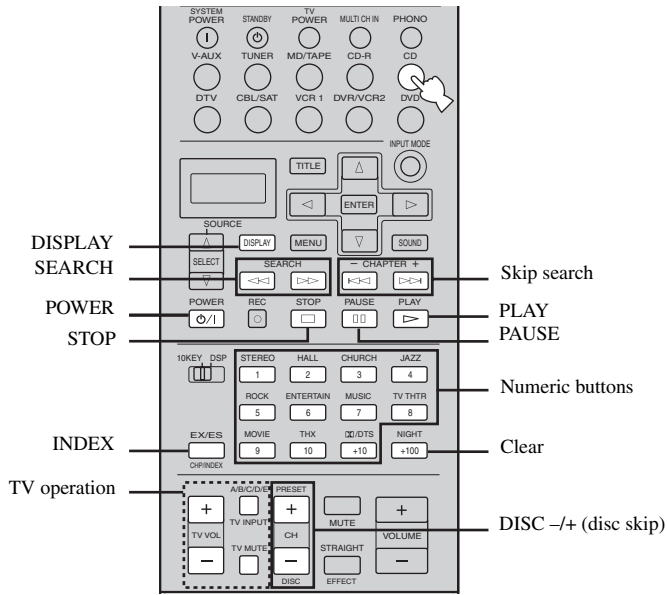 SYSTEM POWER STANDBY TV POWER MULTI CH IN PHONO
V-AUX TUNER MD/TAPE CD-R CD
DTV CBL/SAT VCR 1 DVR/VCR2 DVD
INPUT MODE
TITLE
ENTER
SOURCE
SELECT
DISPLAY DISPLAY MENU SOUND
SEARCH SEARCH – CHAPTER + Skip search
POWER POWER REC STOP PAUSE PLAY PLAY
STOP PAUSE
10KEY DSP STEREO HALL CHURCH JAZZ
1 2 3 4
Numeric buttons
ROCK ENTERTAIN MUSIC TV THTR
5 6 7 8
INDEX EX/ES MOVIE THX /DTS NIGHT Clear
9 10 +10 +100
CHP/INDEX
TV operation A/B/C/D/E PRESET
+ + +
TV VOL TV INPUT CH MUTE VOLUME DISC –/+ (disc skip)
TV MUTE STRAIGHT
– – –
DISC EFFECT